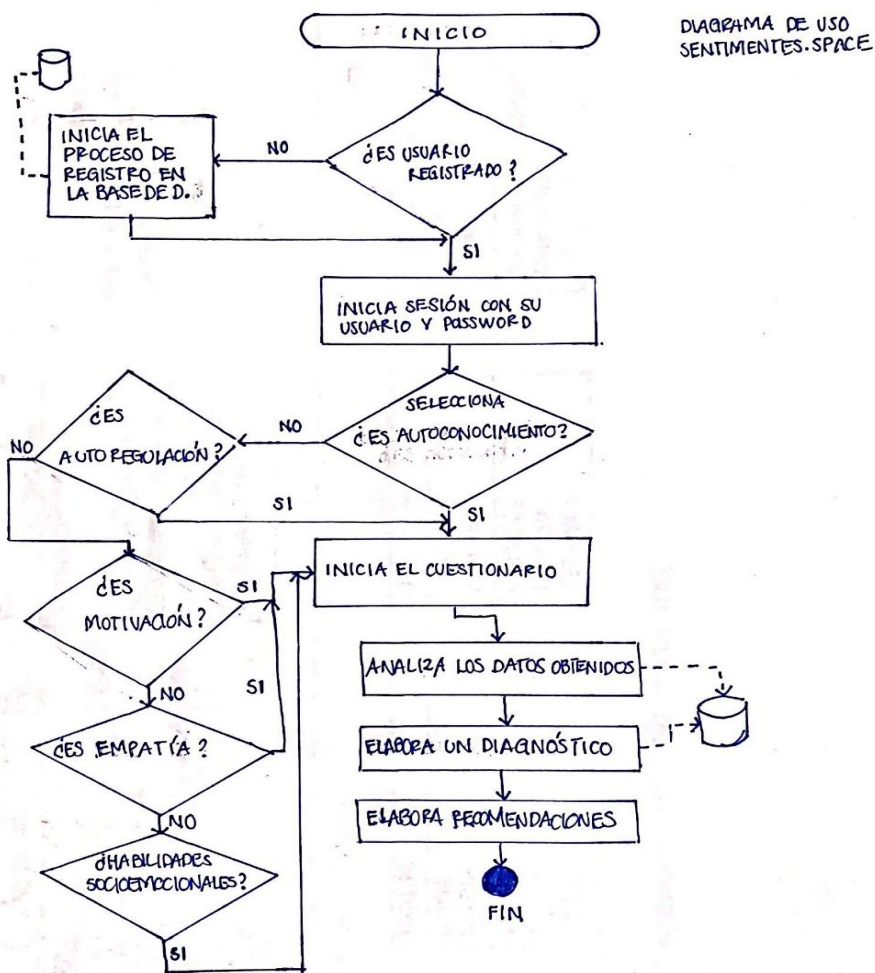 DIAGRAMA DE USO
SENTIMENTES.SPACE
INICIO
¿ES USUARIO
REGISTRADO?
NO
INICIA EL
PROCESO DE
REGISTRO EN
LA BASE DE D.
SI
INICIA SESIÓN CON SU
USUARIO Y PASSWORD
SELECCIONA
¿ES AUTOCONOCIMIENTO?
NO
¿ES
AUTOREGULACIÓN?
NO
SI
SI
INICIA EL CUESTIONARIO
¿ES
MOTIVACIÓN?
SI
NO
SI
¿ES EMPATÍA?
NO
¿HABILIDADES
SOCIOEMOCIONALES?
SI
ANALIZA LOS DATOS OBTENIDOS
ELABORA UN DIAGNÓSTICO
ELABORA RECOMENDACIONES
FIN